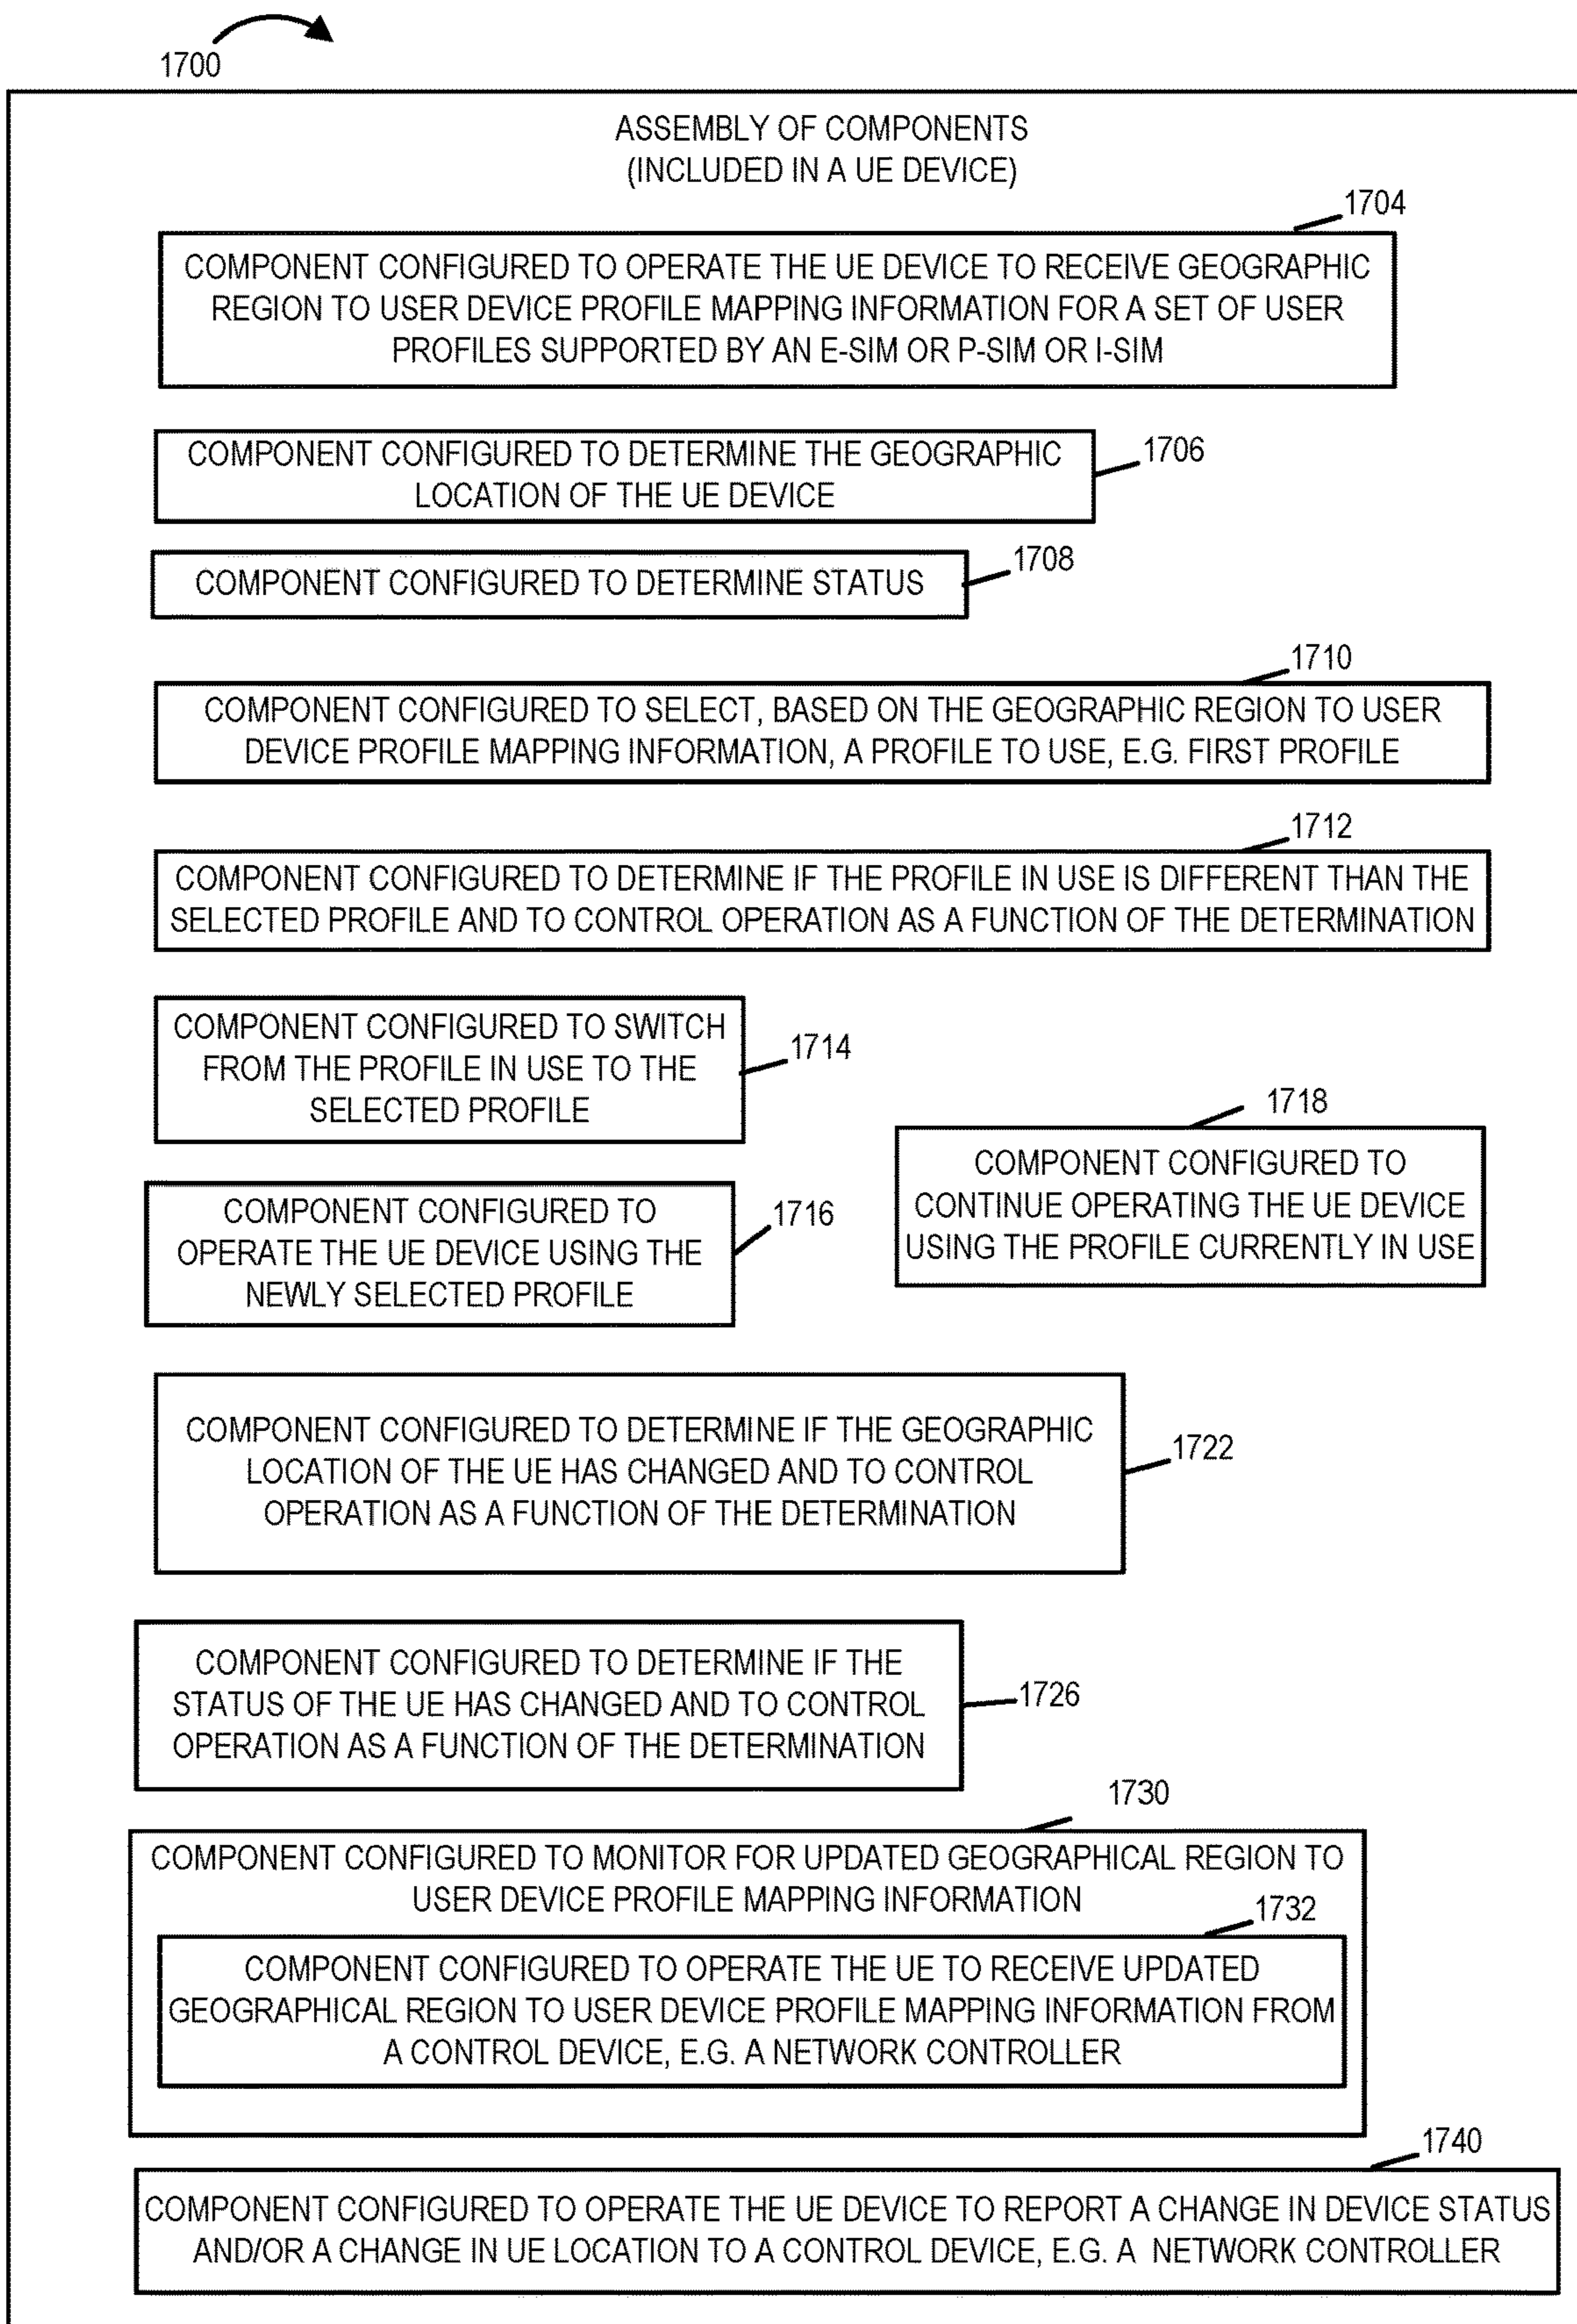 1700
ASSEMBLY OF COMPONENTS
(INCLUDED IN A UE DEVICE)
1704
COMPONENT CONFIGURED TO OPERATE THE UE DEVICE TO RECEIVE GEOGRAPHIC
REGION TO USER DEVICE PROFILE MAPPING INFORMATION FOR A SET OF USER
PROFILES SUPPORTED BY AN E-SIM OR P-SIM OR I-SIM
COMPONENT CONFIGURED TO DETERMINE THE GEOGRAPHIC
LOCATION OF THE UE DEVICE
1706
COMPONENT CONFIGURED TO DETERMINE STATUS
1708
1710
COMPONENT CONFIGURED TO SELECT, BASED ON THE GEOGRAPHIC REGION TO USER
DEVICE PROFILE MAPPING INFORMATION, A PROFILE TO USE, E.G. FIRST PROFILE
1712
COMPONENT CONFIGURED TO DETERMINE IF THE PROFILE IN USE IS DIFFERENT THAN THE
SELECTED PROFILE AND TO CONTROL OPERATION AS A FUNCTION OF THE DETERMINATION
COMPONENT CONFIGURED TO SWITCH
FROM THE PROFILE IN USE TO THE
SELECTED PROFILE
1714
1718
COMPONENT CONFIGURED TO
CONTINUE OPERATING THE UE DEVICE
USING THE PROFILE CURRENTLY IN USE
COMPONENT CONFIGURED TO
OPERATE THE UE DEVICE USING THE
NEWLY SELECTED PROFILE
1716
COMPONENT CONFIGURED TO DETERMINE IF THE GEOGRAPHIC
LOCATION OF THE UE HAS CHANGED AND TO CONTROL
OPERATION AS A FUNCTION OF THE DETERMINATION
1722
COMPONENT CONFIGURED TO DETERMINE IF THE
STATUS OF THE UE HAS CHANGED AND TO CONTROL
OPERATION AS A FUNCTION OF THE DETERMINATION
1726
1730
COMPONENT CONFIGURED TO MONITOR FOR UPDATED GEOGRAPHICAL REGION TO
USER DEVICE PROFILE MAPPING INFORMATION
1732
COMPONENT CONFIGURED TO OPERATE THE UE TO RECEIVE UPDATED
GEOGRAPHICAL REGION TO USER DEVICE PROFILE MAPPING INFORMATION FROM
A CONTROL DEVICE, E.G. A NETWORK CONTROLLER
1740
COMPONENT CONFIGURED TO OPERATE THE UE DEVICE TO REPORT A CHANGE IN DEVICE STATUS
AND/OR A CHANGE IN UE LOCATION TO A CONTROL DEVICE, E.G. A NETWORK CONTROLLER